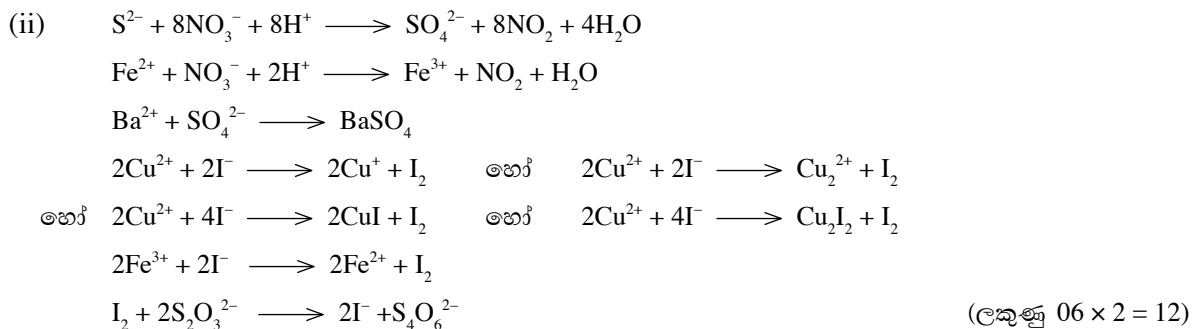 (ii) S²⁻ + 8NO₃⁻ + 8H⁺ ⟶ SO₄²⁻ + 8NO₂ + 4H₂O
Fe²⁺ + NO₃⁻ + 2H⁺ ⟶ Fe³⁺ + NO₂ + H₂O
Ba²⁺ + SO₄²⁻ ⟶ BaSO₄
2Cu²⁺ + 2I⁻ ⟶ 2Cu⁺ + I₂ හෝ 2Cu²⁺ + 2I⁻ ⟶ Cu₂²⁺ + I₂
හෝ 2Cu²⁺ + 4I⁻ ⟶ 2CuI + I₂ හෝ 2Cu²⁺ + 4I⁻ ⟶ Cu₂I₂ + I₂
2Fe³⁺ + 2I⁻ ⟶ 2Fe²⁺ + I₂
I₂ + 2S₂O₃²⁻ ⟶ 2I⁻ +S₄O₆²⁻ (ලකුණු 06 × 2 = 12)